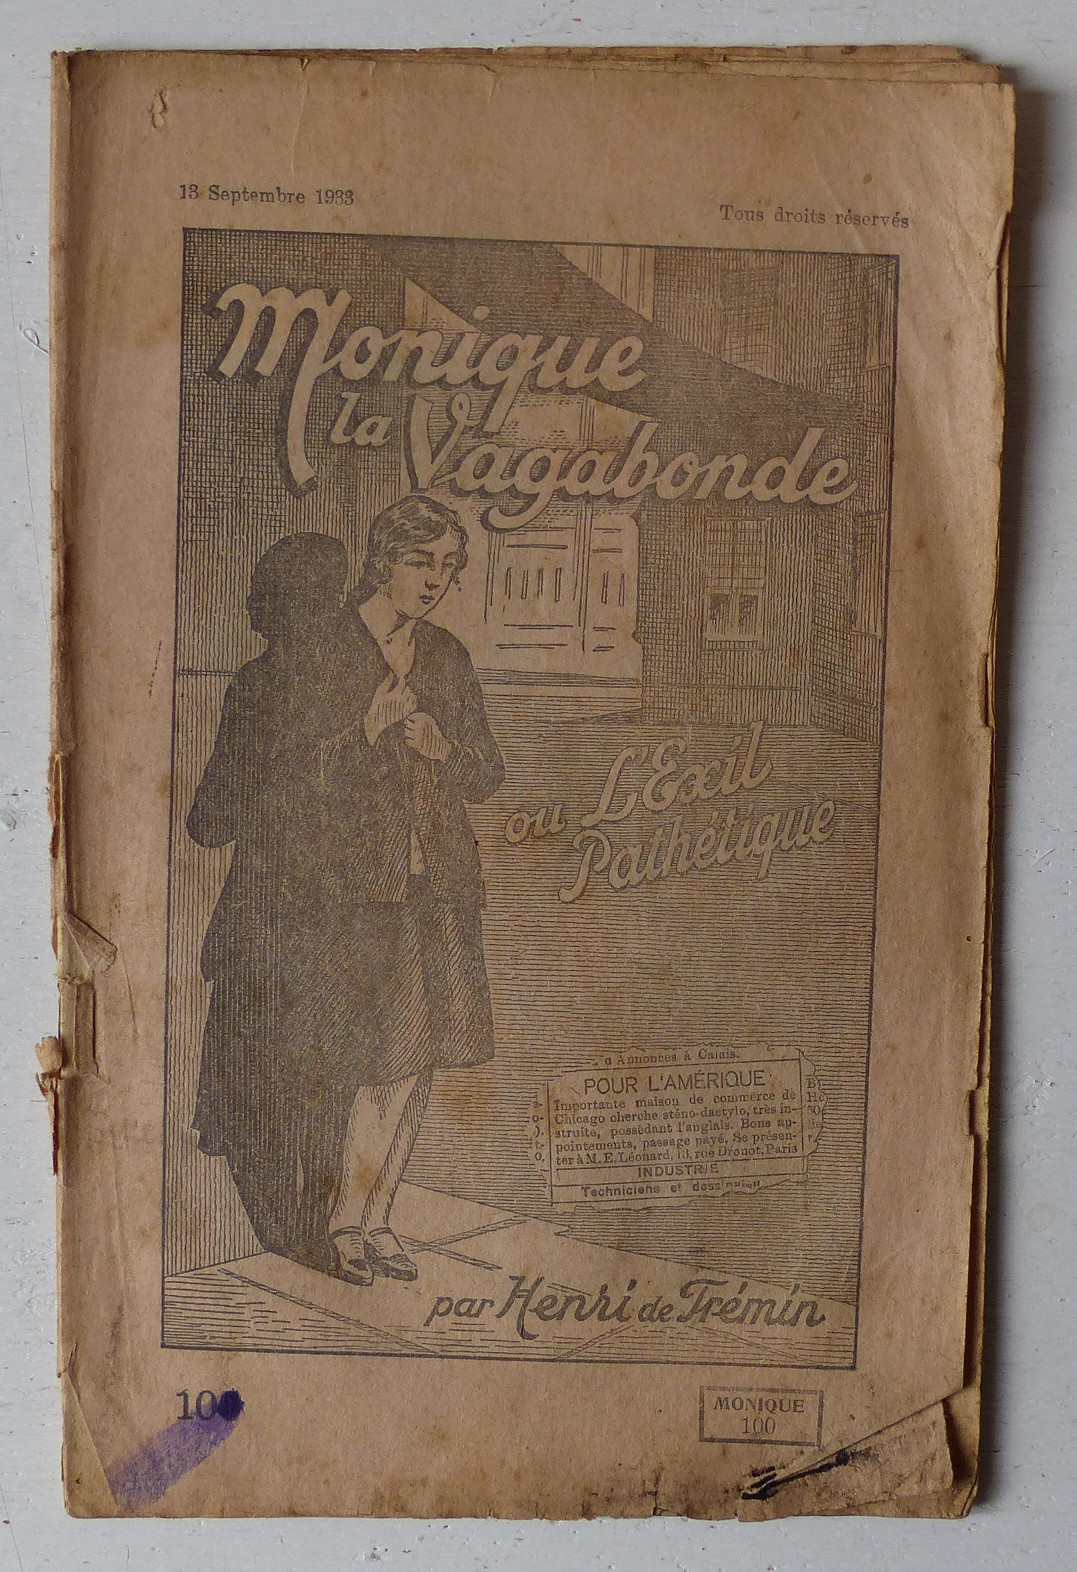 13 Septembre 1933
Tous droits réservés
Monique
la Vagabonde
ou L'Exil
Pathétique
Annonces à Calais.
POUR L'AMÉRIQUE
Importante maison de commerce de
Chicago cherche sténo-dactylo, très in-
struite, possédant l'anglais. Bons ap-
pointements, passage payé. Se présen-
ter à M. E. Léonard, 13, rue Drouot, Paris
INDUSTRIE
Techniciens et
par Henri de Trémin
100
MONIQUE
100